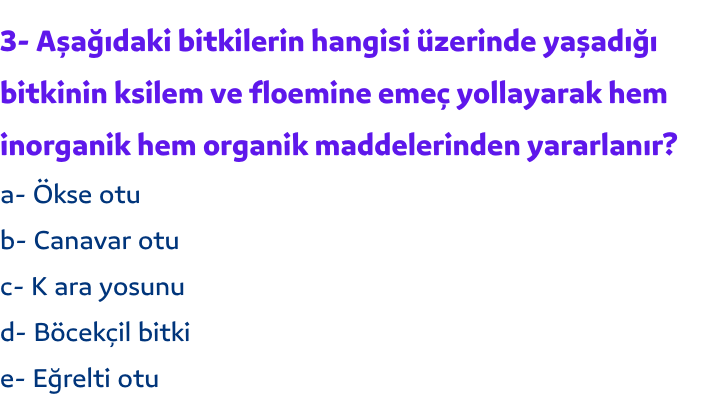 3- Aşağıdaki bitkilerin hangisi üzerinde yaşadığı
bitkinin ksilem ve floemine emeç yollayarak hem
inorganik hem organik maddelerinden yararlanır?
a- Ökse otu
b- Canavar otu
c- K ara yosunu
d- Böcekçil bitki
e- Eğrelti otu